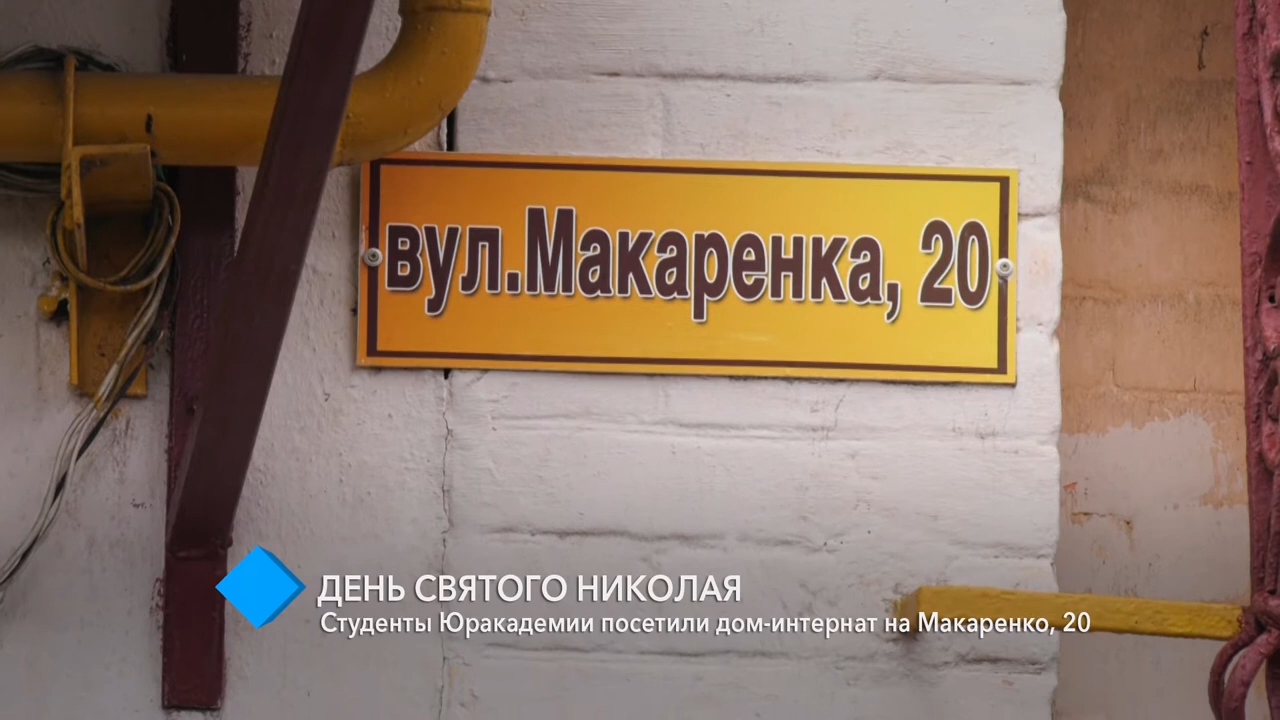 вул.Макаренка, 20
ДЕНЬ СВЯТОГО НИКОЛАЯ
Студенты Юракадемии посетили дом-интернат на Макаренко, 20